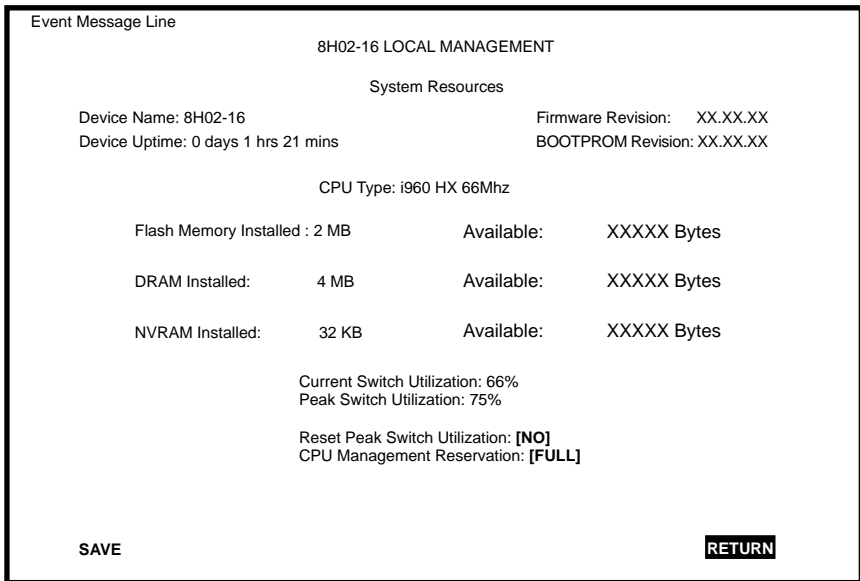 Event Message Line
8H02-16 LOCAL MANAGEMENT
System Resources
Device Name: 8H02-16 Firmware Revision: XX.XX.XX
Device Uptime: 0 days 1 hrs 21 mins BOOTPROM Revision: XX.XX.XX
CPU Type: i960 HX 66Mhz
Flash Memory Installed : 2 MB Available: XXXXX Bytes
DRAM Installed: 4 MB Available: XXXXX Bytes
NVRAM Installed: 32 KB Available: XXXXX Bytes
Current Switch Utilization: 66%
Peak Switch Utilization: 75%
Reset Peak Switch Utilization: [NO]
CPU Management Reservation: [FULL]
SAVE RETURN